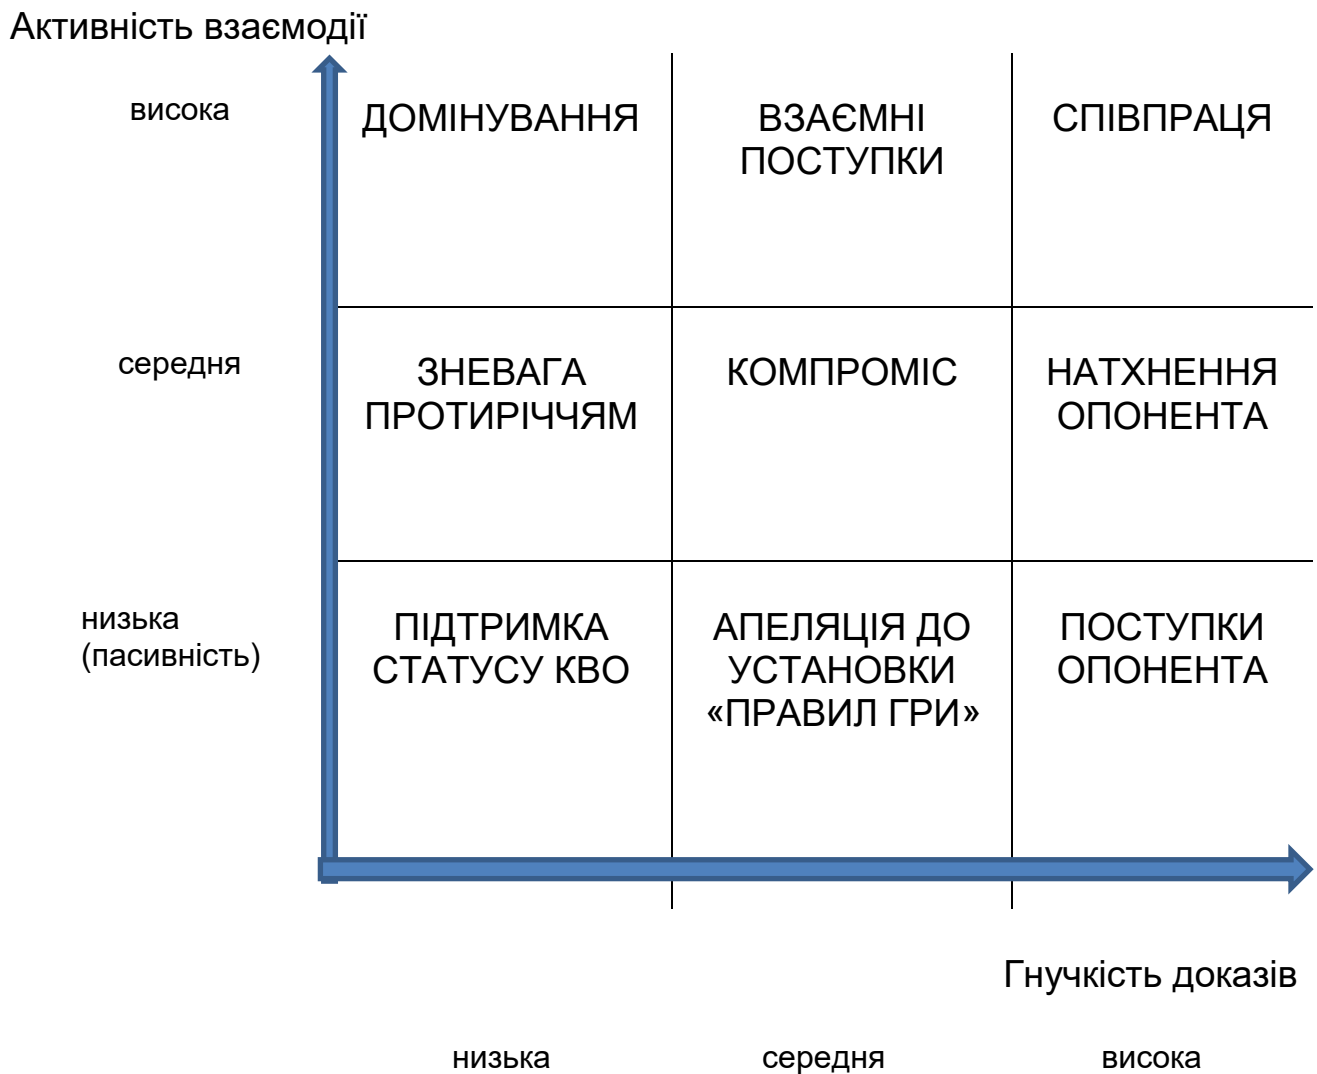 Активність взаємодії
висока
ДОМІНУВАННЯ
ВЗАЄМНІ
ПОСТУПКИ
СПІВПРАЦЯ
середня
ЗНЕВАГА
ПРОТИРІЧЧЯМ
КОМПРОМІС
НАТХНЕННЯ
ОПОНЕНТА
низька
(пасивність)
ПІДТРИМКА
СТАТУСУ КВО
АПЕЛЯЦІЯ ДО
УСТАНОВКИ
«ПРАВИЛ ГРИ»
ПОСТУПКИ
ОПОНЕНТА
Гнучкість доказів
низька
середня
висока